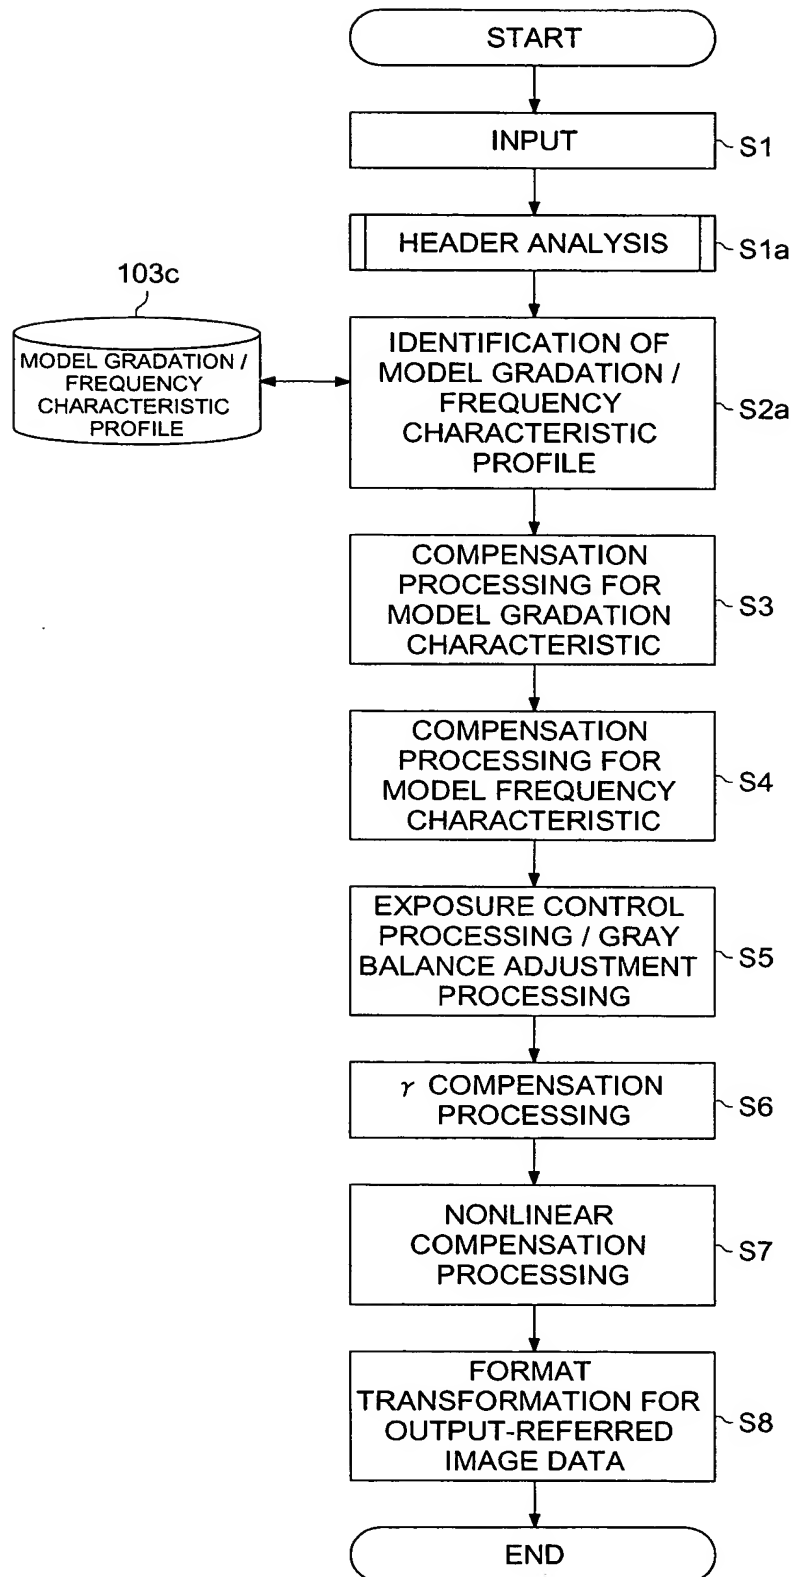 START
INPUT
S1
HEADER ANALYSIS
S1a
103c
MODEL GRADATION /
FREQUENCY
CHARACTERISTIC
PROFILE
IDENTIFICATION OF
MODEL GRADATION /
FREQUENCY
CHARACTERISTIC
PROFILE
S2a
COMPENSATION
PROCESSING FOR
MODEL GRADATION
CHARACTERISTIC
S3
COMPENSATION
PROCESSING FOR
MODEL FREQUENCY
CHARACTERISTIC
S4
EXPOSURE CONTROL
PROCESSING / GRAY
BALANCE ADJUSTMENT
PROCESSING
S5
γ COMPENSATION
PROCESSING
S6
NONLINEAR
COMPENSATION
PROCESSING
S7
FORMAT
TRANSFORMATION FOR
OUTPUT-REFERRED
IMAGE DATA
S8
END